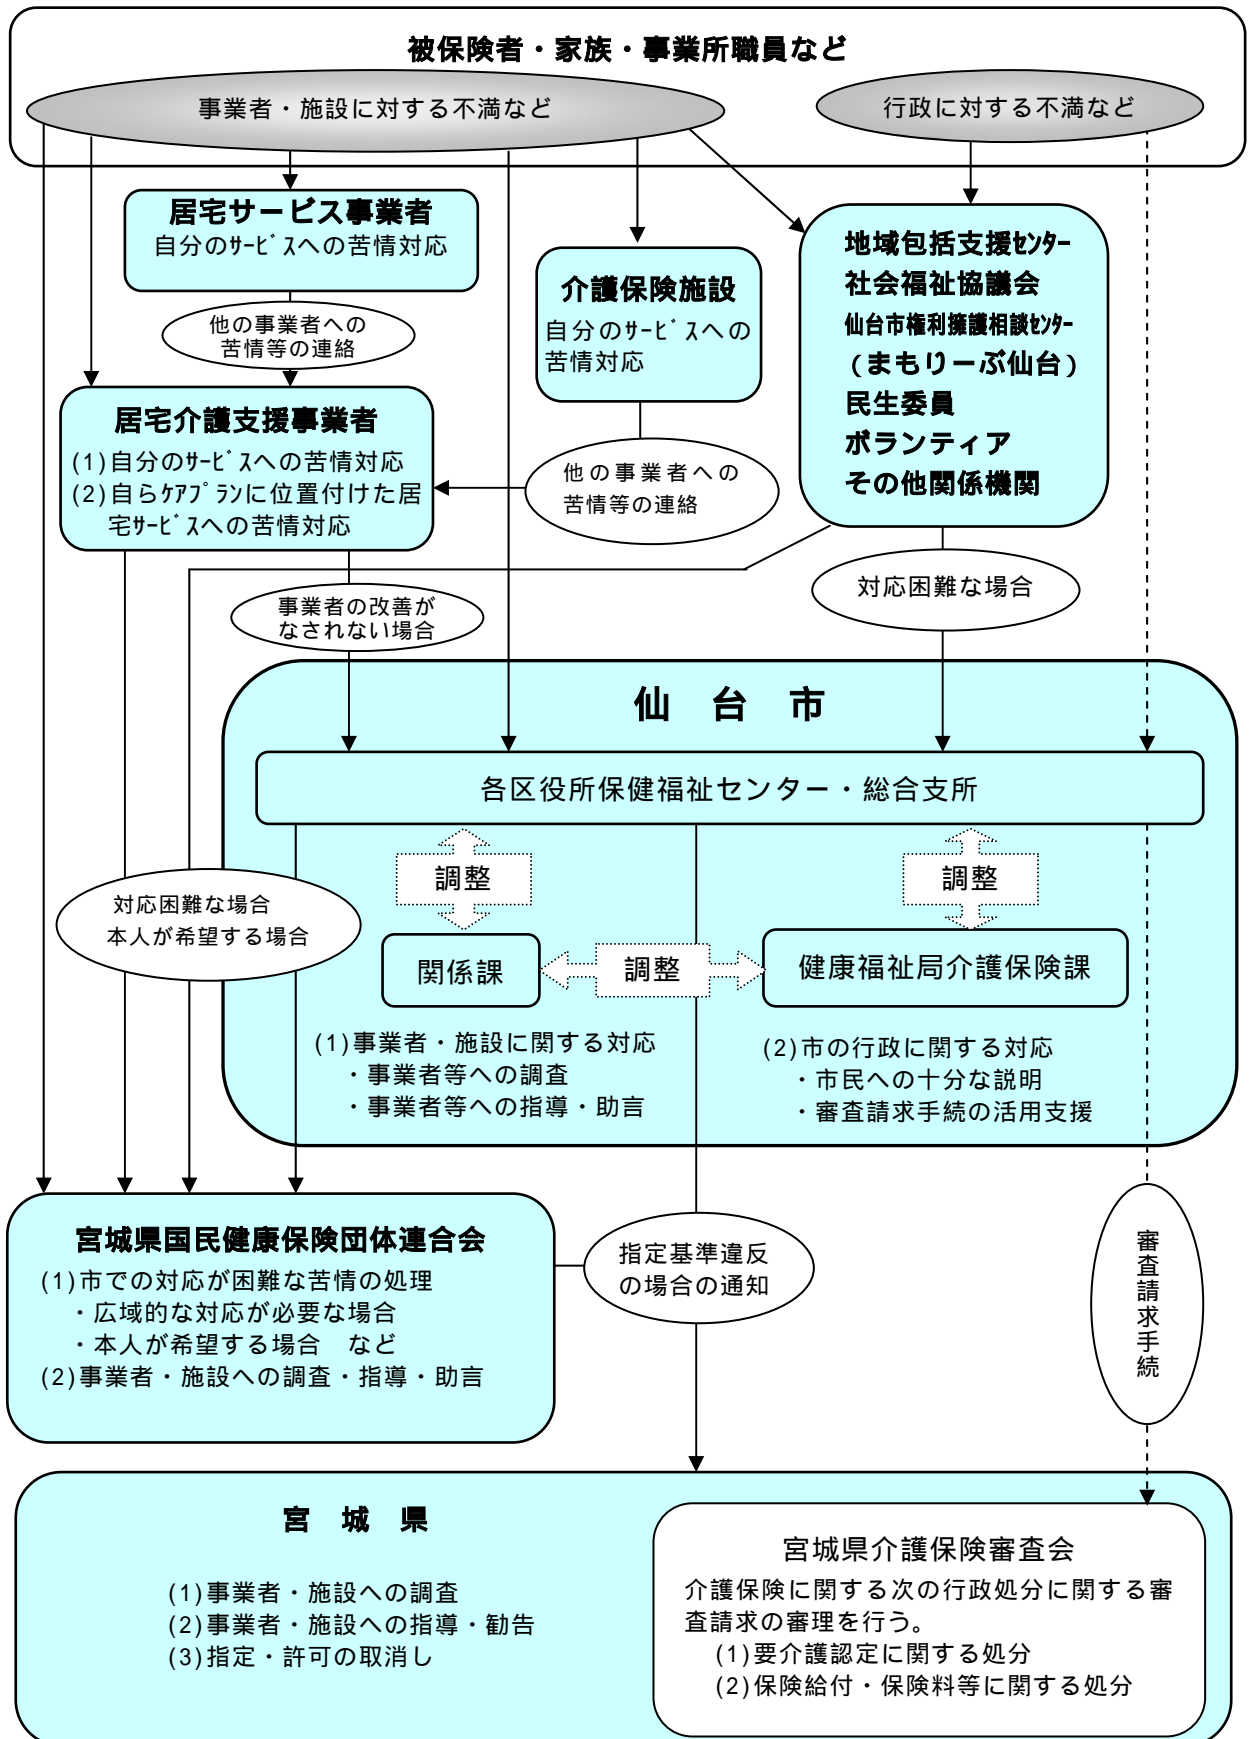 被保険者・家族・事業所職員など
事業者・施設に対する不満など
行政に対する不満など
居宅サービス事業者
自分のｻｰﾋﾞｽへの苦情対応
他の事業者への
苦情等の連絡
介護保険施設
自分のｻｰﾋﾞｽへの
苦情対応
地域包括支援ｾﾝﾀｰ
社会福祉協議会
仙台市権利擁護相談ｾﾝﾀｰ
(まもりーぶ仙台)
民生委員
ボランティア
その他関係機関
居宅介護支援事業者
(1)自分のｻｰﾋﾞｽへの苦情対応
(2)自らｹｱﾌﾟﾗﾝに位置付けた居
宅ｻｰﾋﾞｽへの苦情対応
他の事業者への
苦情等の連絡
事業者の改善が
なされない場合
対応困難な場合
仙台市
各区役所保健福祉センター・総合支所
調整
調整
対応困難な場合
本人が希望する場合
関係課
調整
健康福祉局介護保険課
(1)事業者・施設に関する対応
・事業者等への調査
・事業者等への指導・助言
(2)市の行政に関する対応
・市民への十分な説明
・審査請求手続の活用支援
宮城県国民健康保険団体連合会
(1)市での対応が困難な苦情の処理
・広域的な対応が必要な場合
・本人が希望する場合　など
(2)事業者・施設への調査・指導・助言
指定基準違反
の場合の通知
審査請求手続
宮城県
(1)事業者・施設への調査
(2)事業者・施設への指導・勧告
(3)指定・許可の取消し
宮城県介護保険審査会
介護保険に関する次の行政処分に関する審
査請求の審理を行う。
(1)要介護認定に関する処分
(2)保険給付・保険料等に関する処分